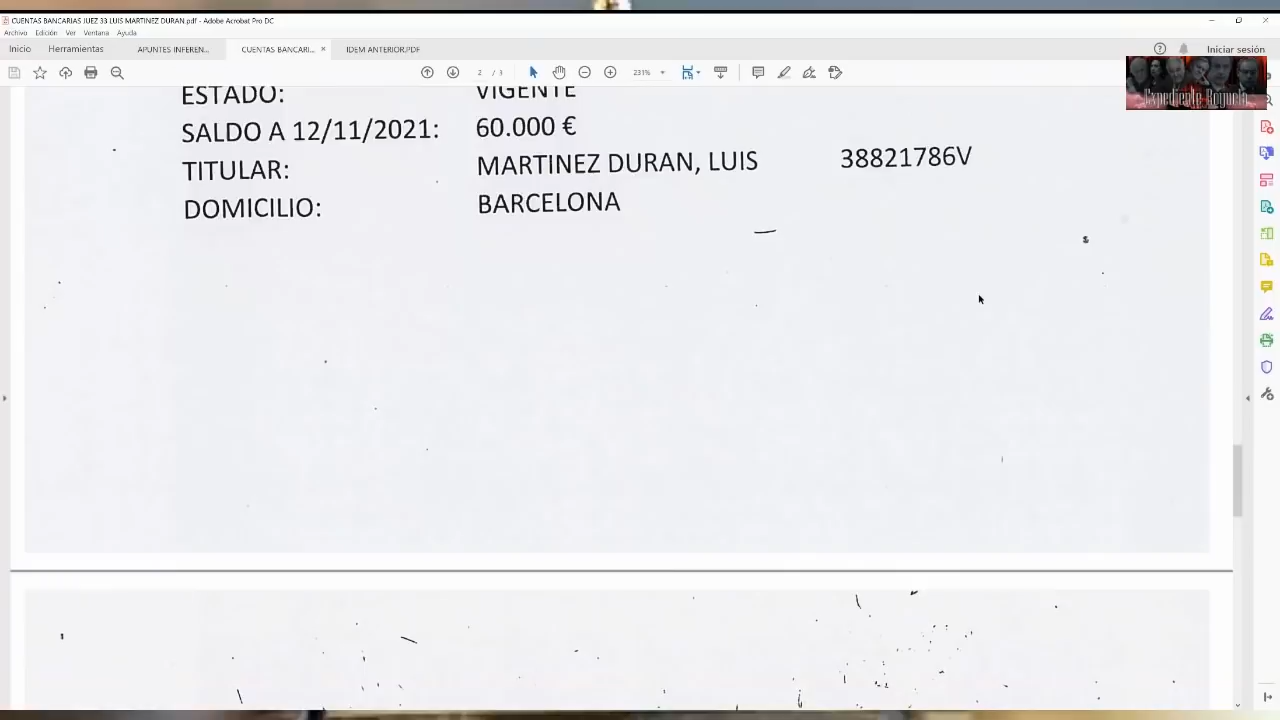 CUENTAS BANCARIAS JUEZ 33 LUIS MARTINEZ DURAN.pdf - Adobe Acrobat Pro DC
Archivo Edición Ver Ventana Ayuda
Inicio Herramientas APUNTES INFEREN... CUENTAS BANCARI... × IDEM ANTERIOR.PDF Iniciar sesión
2 / 3 231%
Expediente Royuela
ESTADO: VIGENTE
SALDO A 12/11/2021: 60.000 €
TITULAR: MARTINEZ DURAN, LUIS 38821786V
DOMICILIO: BARCELONA